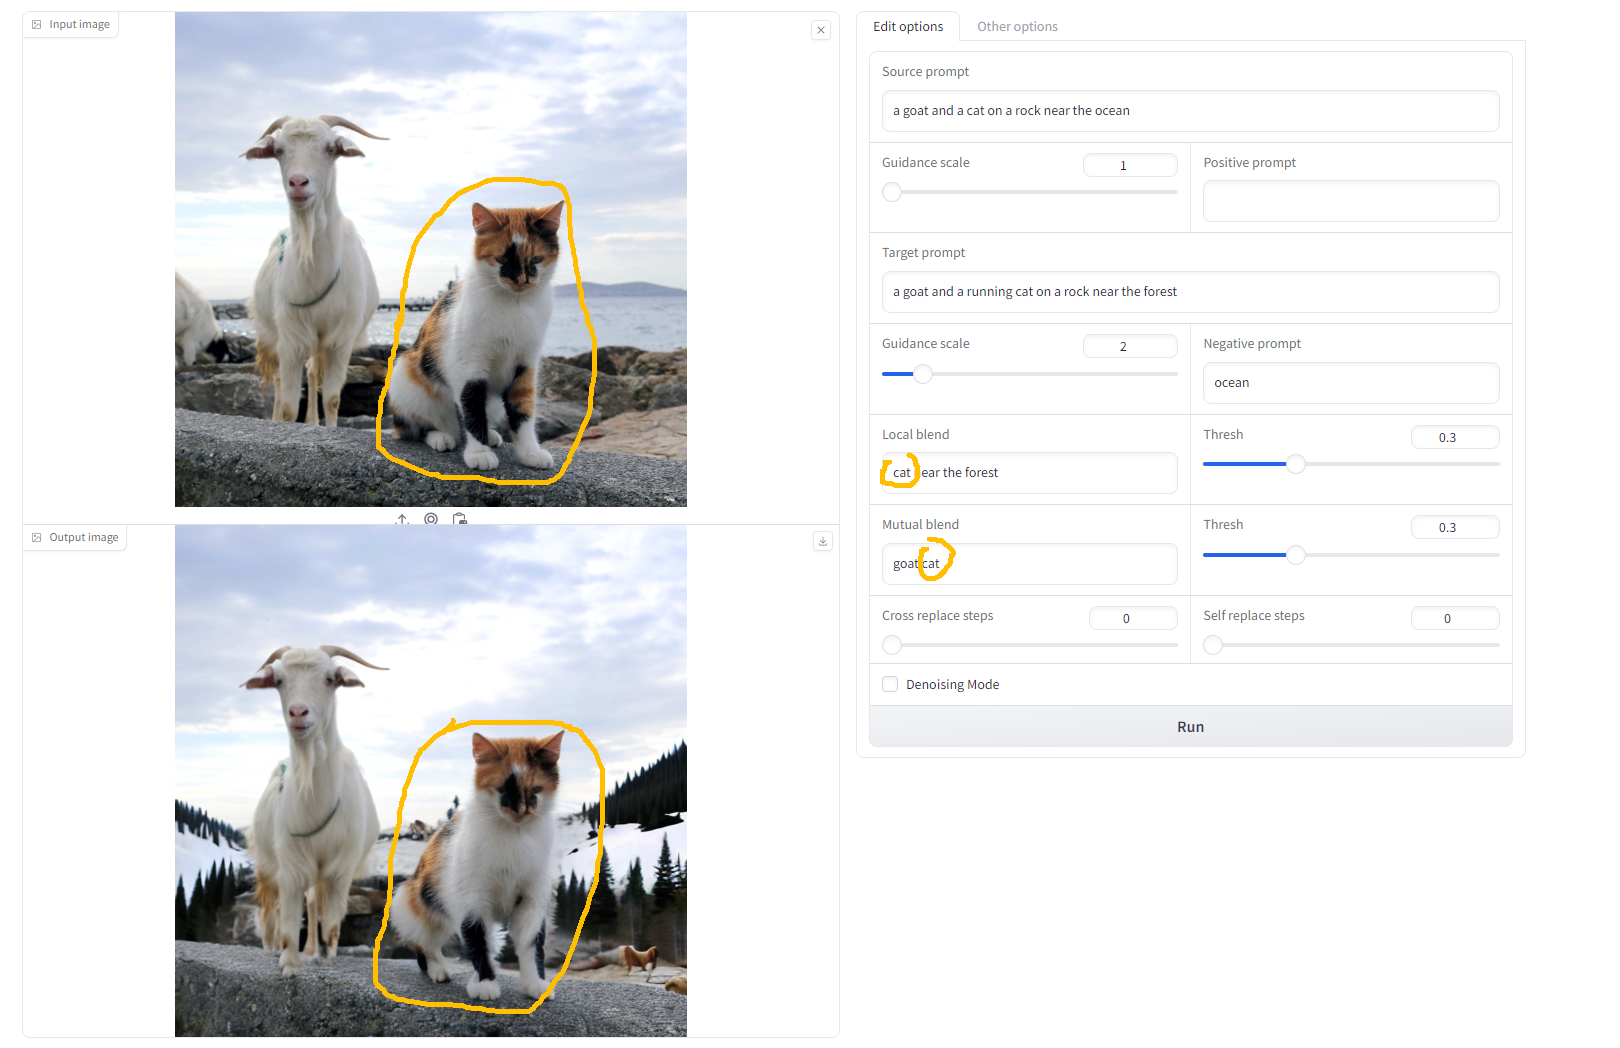 Input image
Output image
Edit options
Other options
Source prompt
a goat and a cat on a rock near the ocean
Guidance scale
1
Positive prompt
Target prompt
a goat and a running cat on a rock near the forest
Guidance scale
2
Negative prompt
ocean
Local blend
cat near the forest
Thresh
0.3
Mutual blend
goat cat
Thresh
0.3
Cross replace steps
0
Self replace steps
0
Denoising Mode
Run